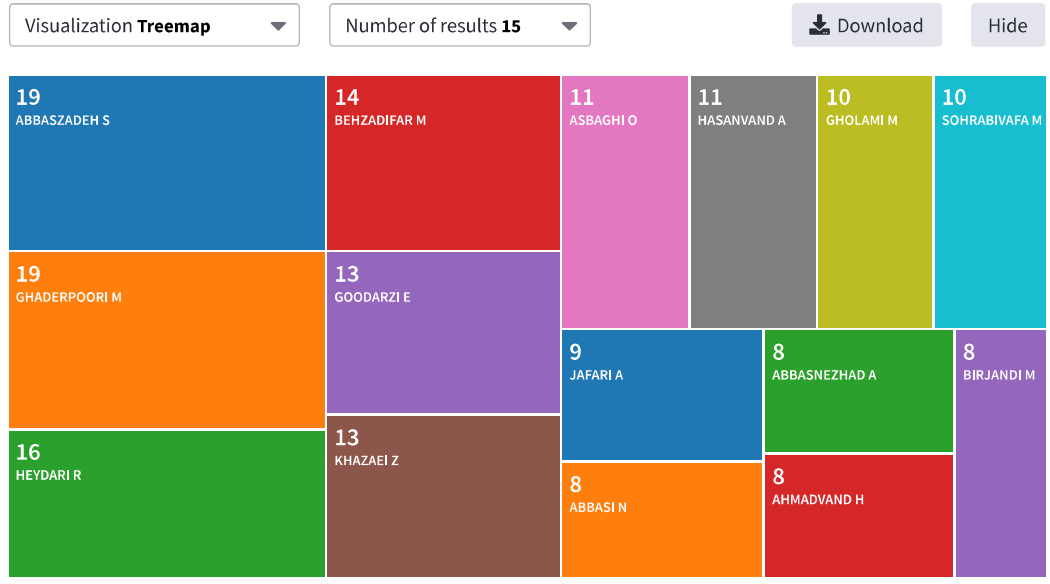 Visualization Treemap
Number of results 15
Download
Hide
19
ABBASZADEH S
14
BEHZADIFAR M
11
ASBAGHI O
11
HASANVAND A
10
GHOLAMI M
10
SOHRABIVAFA M
19
GHADERPOORI M
13
GOODARZI E
9
JAFARI A
8
ABBASNEZHAD A
8
BIRJANDI M
16
HEYDARI R
13
KHAZAEI Z
8
ABBASI N
8
AHMADVAND H